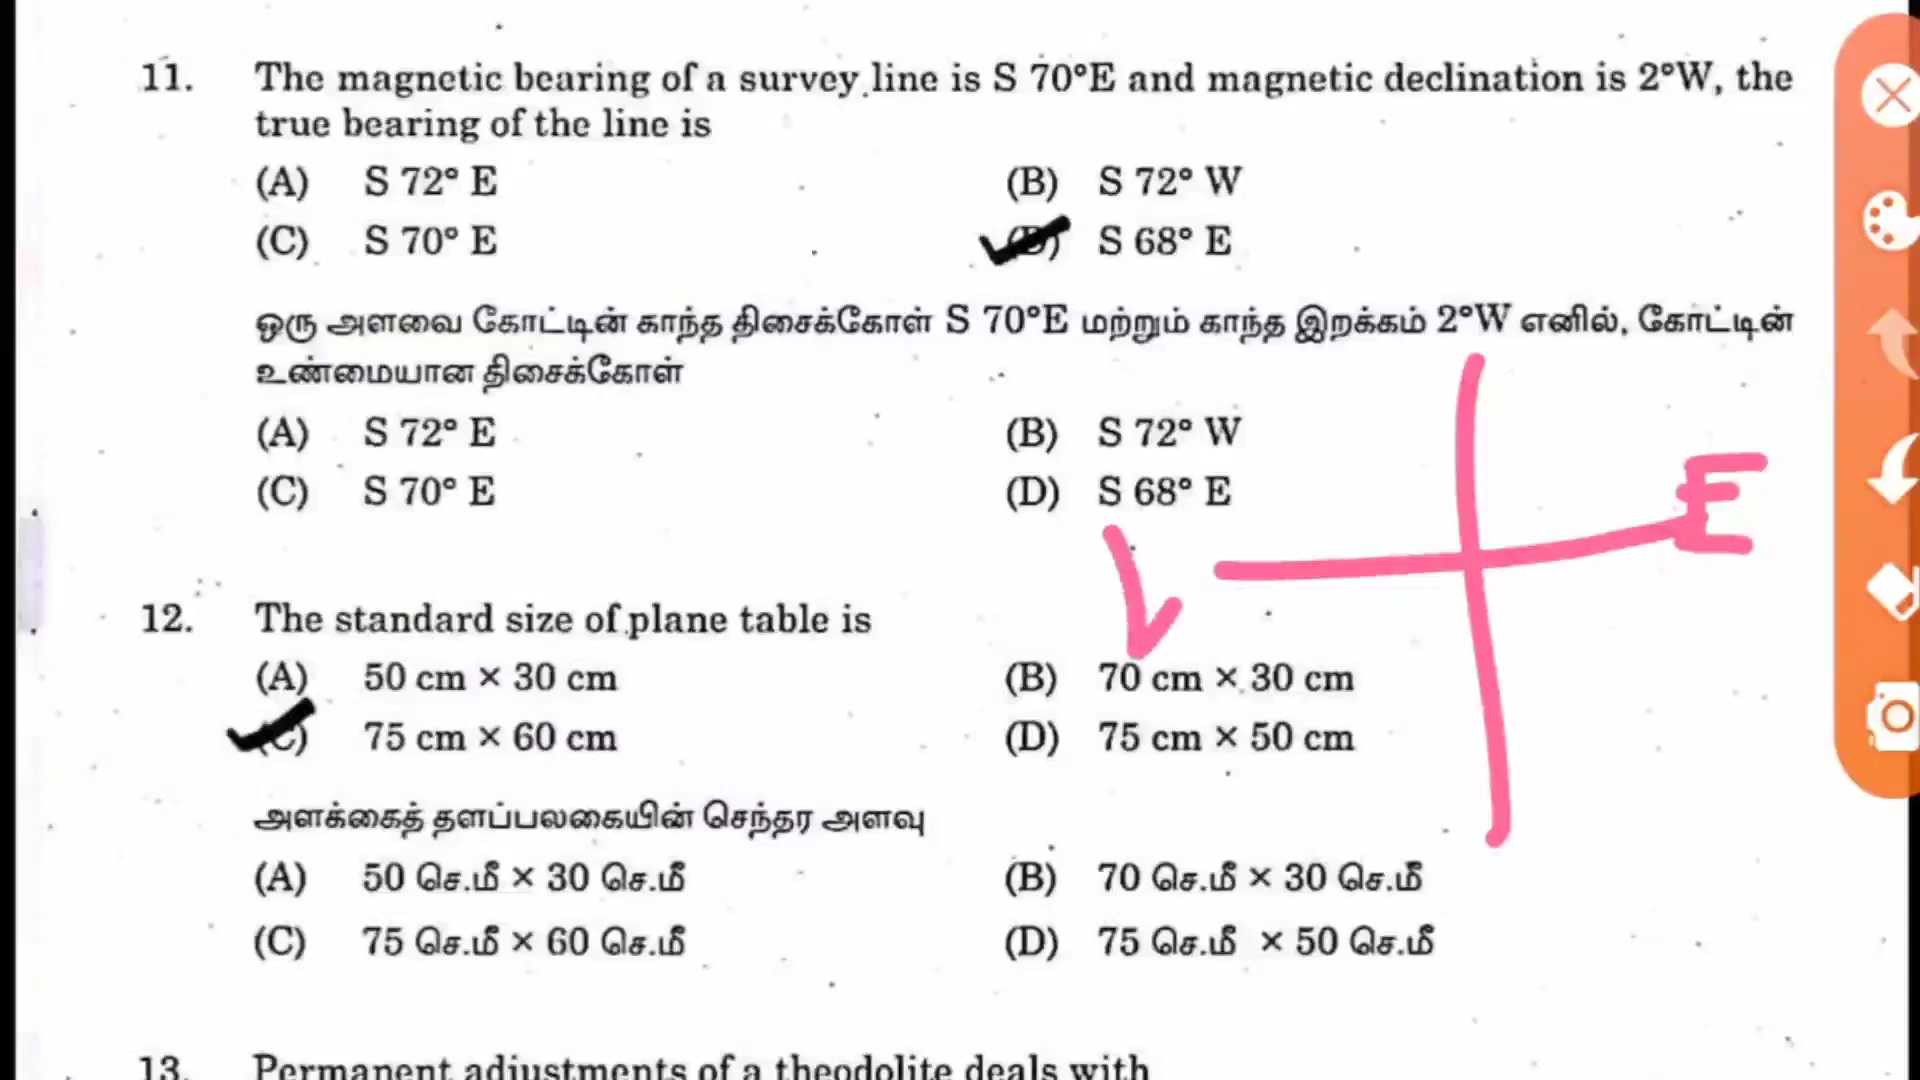 11. The magnetic bearing of a survey line is S 70°E and magnetic declination is 2°W, the
true bearing of the line is
(A) S 72° E (B) S 72° W
(C) S 70° E (D) S 68° E
ஒரு அளவை கோட்டின் காந்த திசைக்கோள் S 70°E மற்றும் காந்த இறக்கம் 2°W எனில், கோட்டின்
உண்மையான திசைக்கோள்
(A) S 72° E (B) S 72° W
(C) S 70° E (D) S 68° E
E
12. The standard size of plane table is
(A) 50 cm × 30 cm (B) 70 cm × 30 cm
(C) 75 cm × 60 cm (D) 75 cm × 50 cm
அளக்கைத் தளப்பலகையின் செந்தர அளவு
(A) 50 செ.மீ × 30 செ.மீ (B) 70 செ.மீ × 30 செ.மீ
(C) 75 செ.மீ × 60 செ.மீ (D) 75 செ.மீ × 50 செ.மீ
13. Permanent adjustments of a theodolite deals with